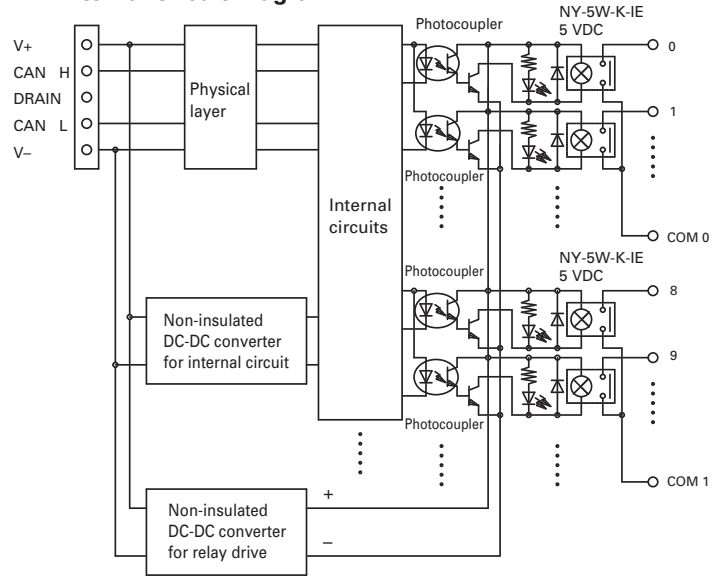 Photocoupler
NY-5W-K-IE
5 VDC
V+
CAN H
DRAIN
CAN L
V–
Physical
layer
0
1
Photocoupler
Internal
circuits
COM 0
NY-5W-K-IE
5 VDC
Photocoupler
8
Non-insulated
DC-DC converter
for internal circuit
9
Photocoupler
COM 1
+
Non-insulated
DC-DC converter
for relay drive
–